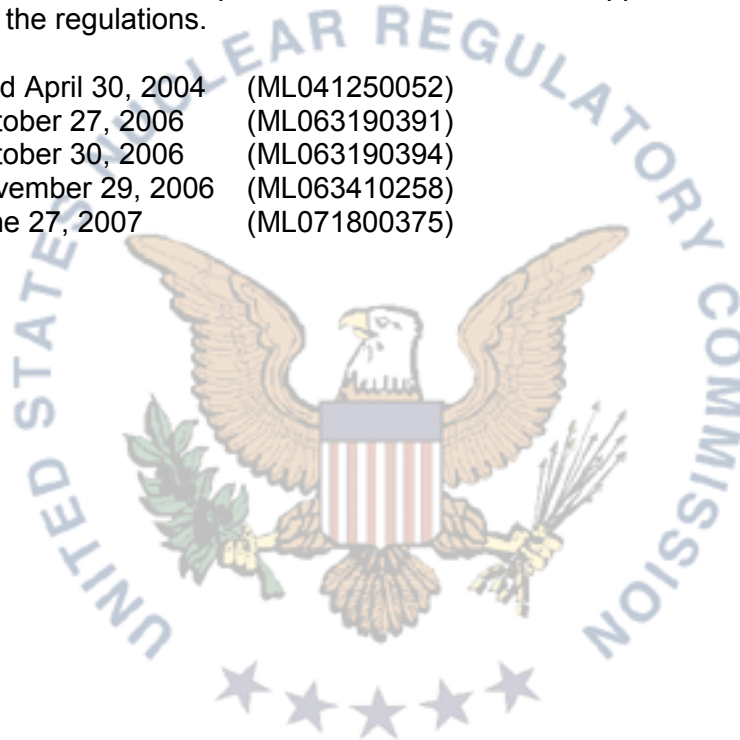 the regulations.
d April 30, 2004 (ML041250052)
tober 27, 2006 (ML063190391)
tober 30, 2006 (ML063190394)
vember 29, 2006 (ML063410258)
ne 27, 2007 (ML071800375)
UNITED STATES NUCLEAR REGULATORY COMMISSION